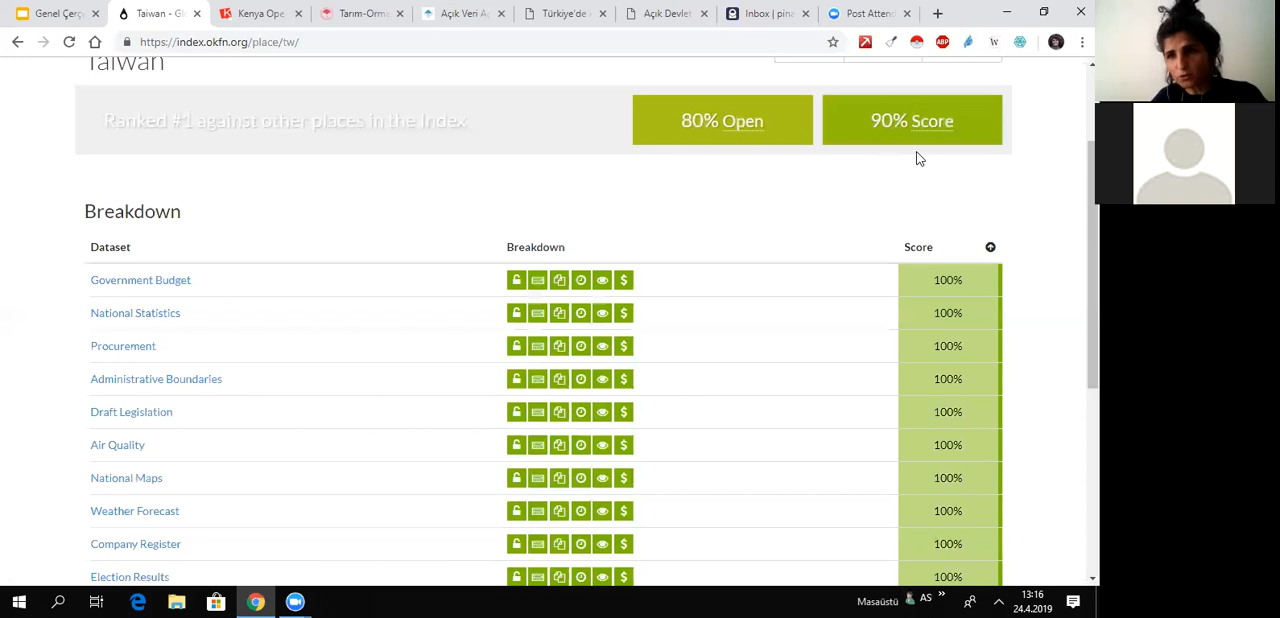 Genel Çerç
Taiwan - Gl
Kenya Ope
Tarım-Orm
Açık Veri A
Türkiye'de
Açık Devlet
Inbox | pina
Post Attend
https://index.okfn.org/place/tw/
Taiwan
Ranked #1 against other places in the Index
80% Open
90% Score
Breakdown
Dataset Breakdown Score
Government Budget 100%
National Statistics 100%
Procurement 100%
Administrative Boundaries 100%
Draft Legislation 100%
Air Quality 100%
National Maps 100%
Weather Forecast 100%
Company Register 100%
Election Results 100%
Masaüstü AS
13:16
24.4.2019